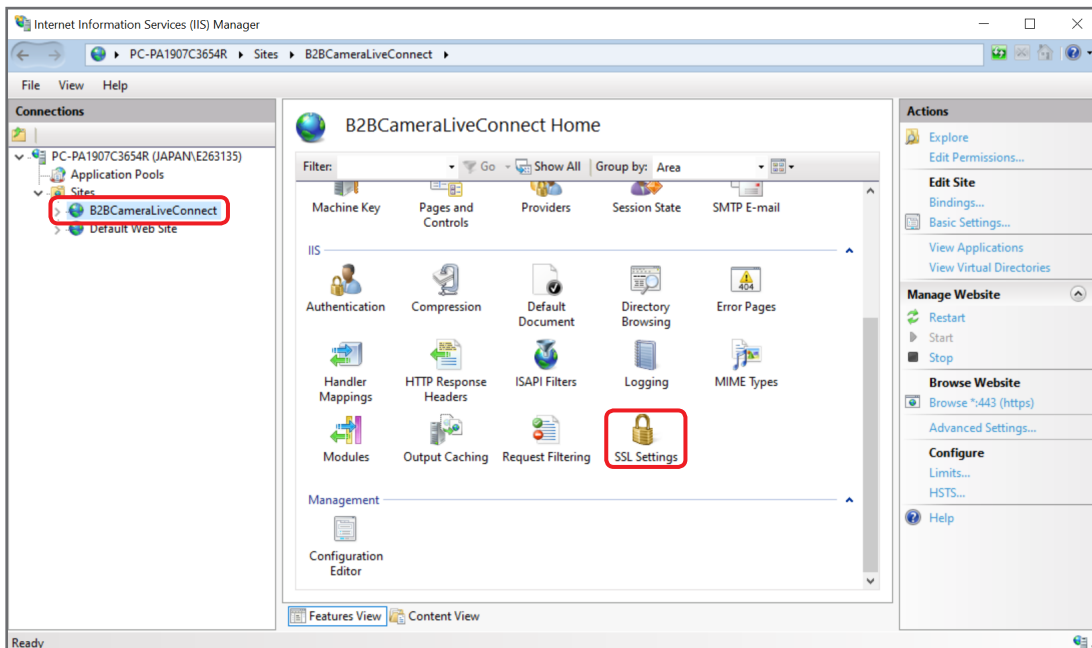 Internet Information Services (IIS) Manager
PC-PA1907C3654R Sites B2BCameraLiveConnect
File View Help
Connections
PC-PA1907C3654R (JAPAN\E263135)
Application Pools
Sites
B2BCameraLiveConnect
Default Web Site
B2BCameraLiveConnect Home
Filter: Go Show All Group by: Area
Machine Key
Pages and
Controls
Providers
Session State
SMTP E-mail
IIS
Authentication
Compression
Default
Document
Directory
Browsing
404
Error Pages
Handler
Mappings
HTTP Response
Headers
ISAPI Filters
Logging
MIME Types
Modules
Output Caching
Request Filtering
SSL Settings
Management
Configuration
Editor
Features View
Content View
Actions
Explore
Edit Permissions...
Edit Site
Bindings...
Basic Settings...
View Applications
View Virtual Directories
Manage Website
Restart
Start
Stop
Browse Website
Browse *:443 (https)
Advanced Settings...
Configure
Limits...
HSTS...
Help
Ready